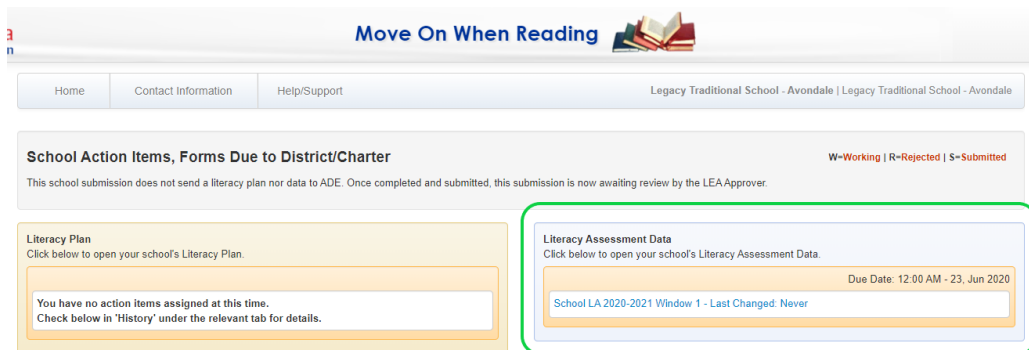 a
n
Move On When Reading
Home Contact Information Help/Support Legacy Traditional School - Avondale | Legacy Traditional School - Avondale
School Action Items, Forms Due to District/Charter
W=Working | R=Rejected | S=Submitted
This school submission does not send a literacy plan nor data to ADE. Once completed and submitted, this submission is now awaiting review by the LEA Approver.
Literacy Plan
Click below to open your school's Literacy Plan.
You have no action items assigned at this time.
Check below in 'History' under the relevant tab for details.
Literacy Assessment Data
Click below to open your school's Literacy Assessment Data.
Due Date: 12:00 AM - 23, Jun 2020
School LA 2020-2021 Window 1 - Last Changed: Never